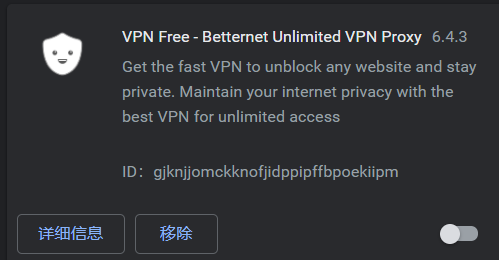 VPN Free - Betternet Unlimited VPN Proxy 6.4.3
Get the fast VPN to unblock any website and stay
private. Maintain your internet privacy with the
best VPN for unlimited access
ID：gjknjjomckknofjidppipffbpoekiipm
详细信息 移除